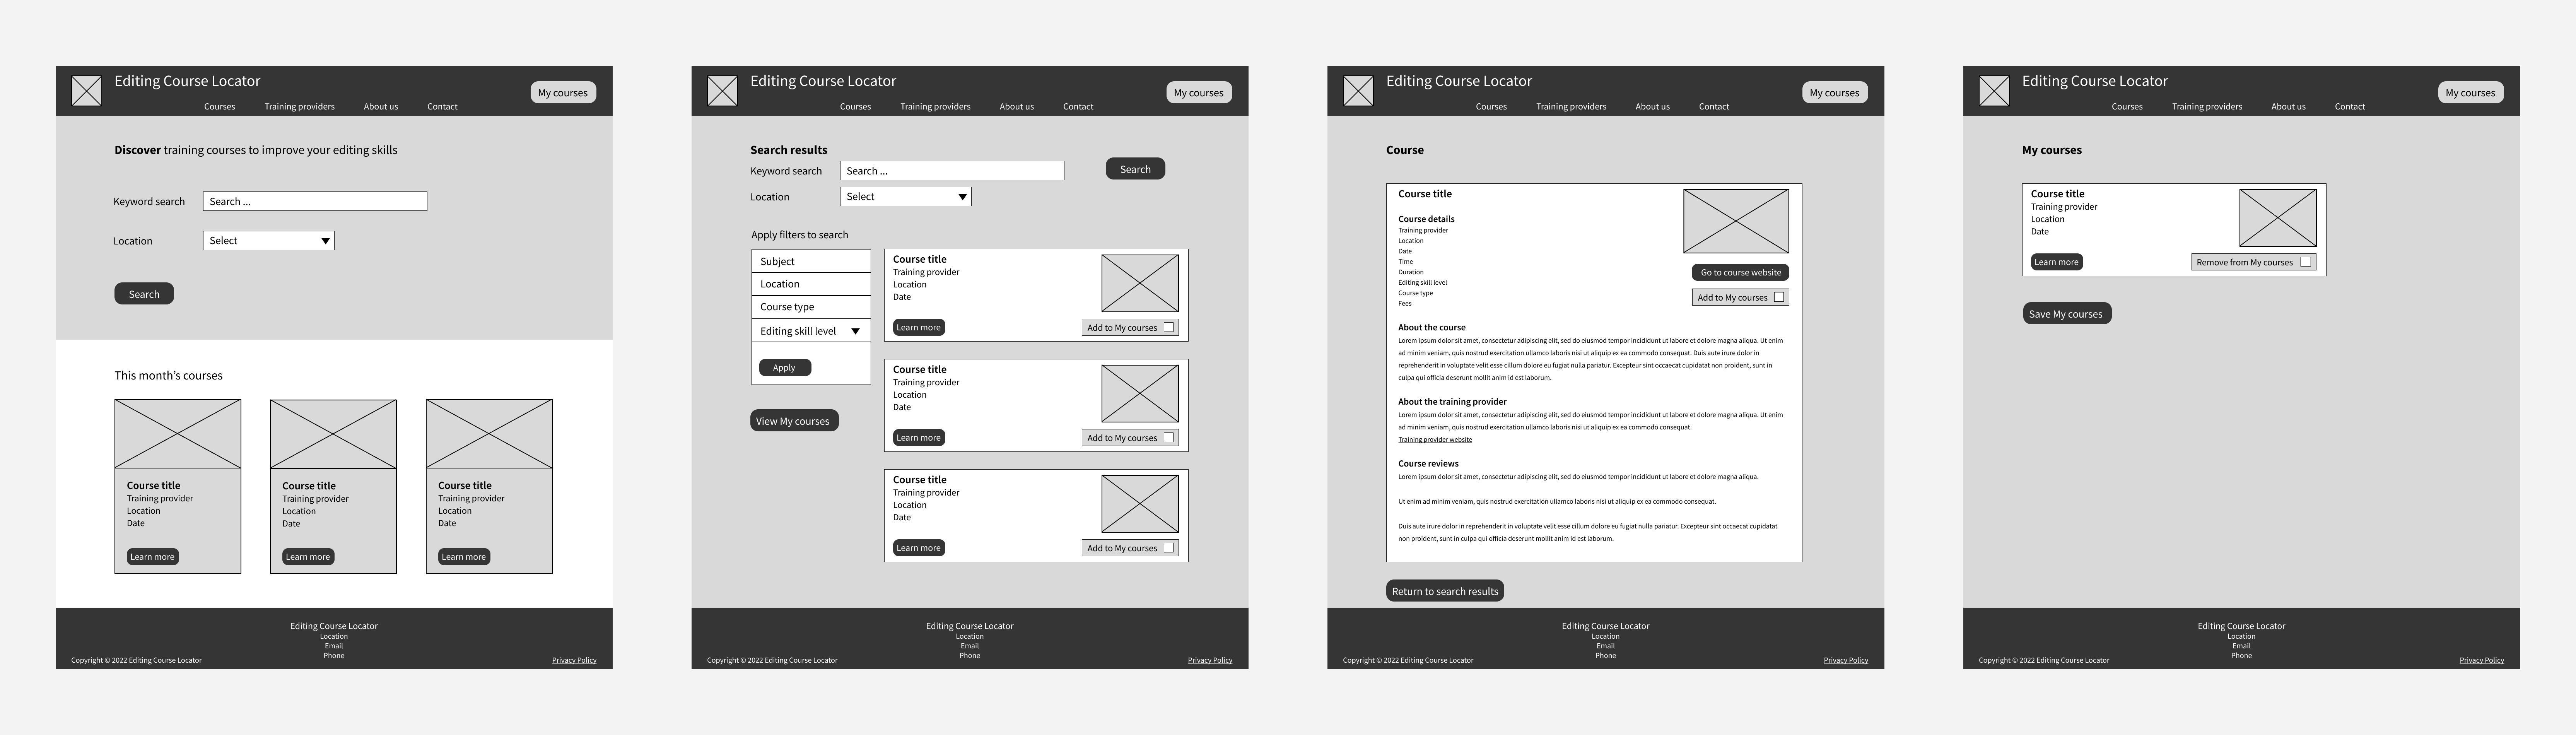 Editing Course Locator
My courses
Courses Training providers About us Contact
Discover training courses to improve your editing skills
Keyword search Search ...
Location Select
Search
This month’s courses
Course title
Training provider
Location
Date
Learn more
Course title
Training provider
Location
Date
Learn more
Course title
Training provider
Location
Date
Learn more
Editing Course Locator
Location
Email
Phone
Copyright © 2022 Editing Course Locator Privacy Policy
Editing Course Locator
My courses
Courses Training providers About us Contact
Search results
Keyword search Search ... Search
Location Select
Apply filters to search
Subject
Location
Course type
Editing skill level
Apply
View My courses
Course title
Training provider
Location
Date
Learn more Add to My courses
Course title
Training provider
Location
Date
Learn more Add to My courses
Course title
Training provider
Location
Date
Learn more Add to My courses
Editing Course Locator
Location
Email
Phone
Copyright © 2022 Editing Course Locator Privacy Policy
Editing Course Locator
My courses
Courses Training providers About us Contact
Course
Course title
Course details
Training provider
Location
Date
Time
Duration
Editing skill level
Course type
Fees
Go to course website
Add to My courses
About the course
Lorem ipsum dolor sit amet, consectetur adipiscing elit, sed do eiusmod tempor incididunt ut labore et dolore magna aliqua. Ut enim
ad minim veniam, quis nostrud exercitation ullamco laboris nisi ut aliquip ex ea commodo consequat. Duis aute irure dolor in
reprehenderit in voluptate velit esse cillum dolore eu fugiat nulla pariatur. Excepteur sint occaecat cupidatat non proident, sunt in
culpa qui officia deserunt mollit anim id est laborum.
About the training provider
Lorem ipsum dolor sit amet, consectetur adipiscing elit, sed do eiusmod tempor incididunt ut labore et dolore magna aliqua. Ut enim
ad minim veniam, quis nostrud exercitation ullamco laboris nisi ut aliquip ex ea commodo consequat.
Training provider website
Course reviews
Lorem ipsum dolor sit amet, consectetur adipiscing elit, sed do eiusmod tempor incididunt ut labore et dolore magna aliqua.
Ut enim ad minim veniam, quis nostrud exercitation ullamco laboris nisi ut aliquip ex ea commodo consequat.
Duis aute irure dolor in reprehenderit in voluptate velit esse cillum dolore eu fugiat nulla pariatur. Excepteur sint occaecat cupidatat
non proident, sunt in culpa qui officia deserunt mollit anim id est laborum.
Return to search results
Editing Course Locator
Location
Email
Phone
Copyright © 2022 Editing Course Locator Privacy Policy
Editing Course Locator
My courses
Courses Training providers About us Contact
My courses
Course title
Training provider
Location
Date
Learn more Remove from My courses
Save My courses
Editing Course Locator
Location
Email
Phone
Copyright © 2022 Editing Course Locator Privacy Policy